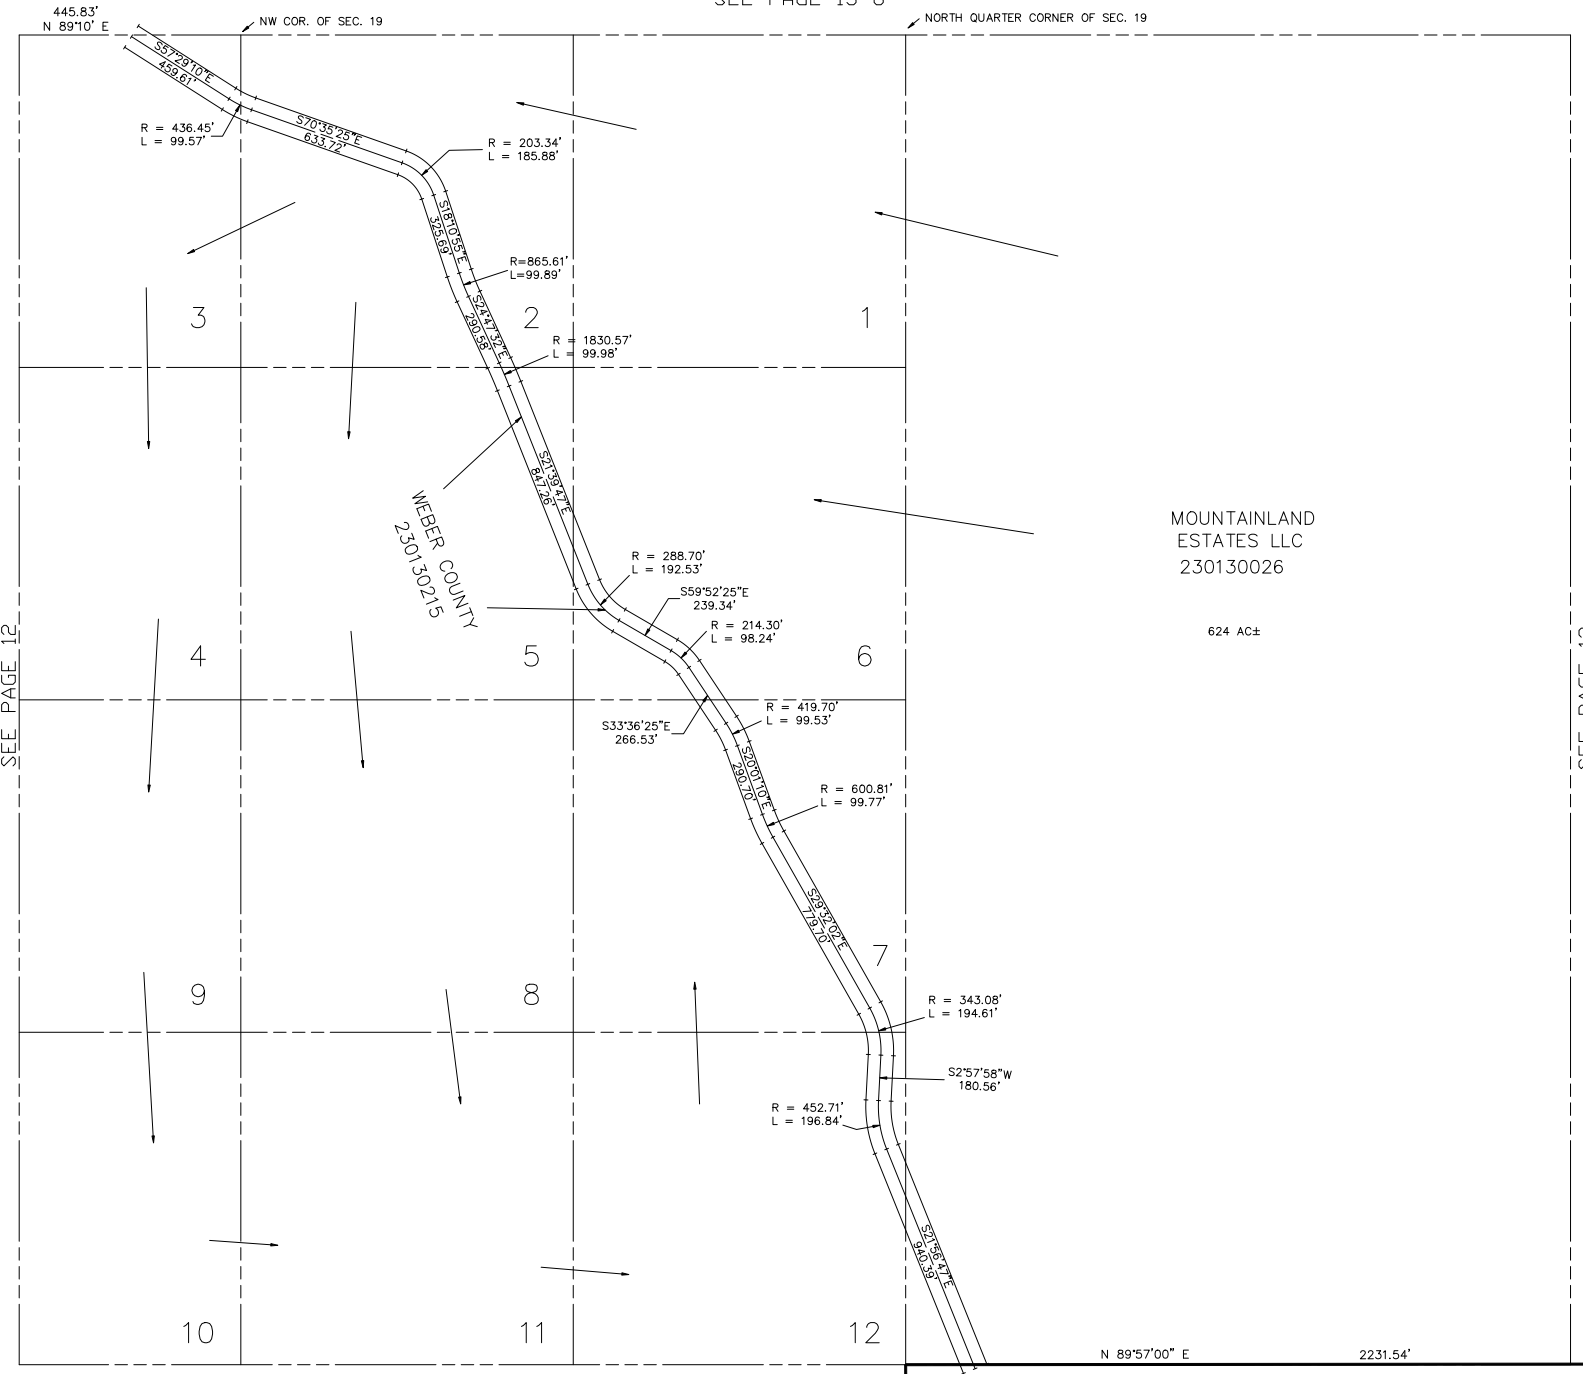 SEE PAGE 13-6
445.83'
N 89°10' E
NW COR. OF SEC. 19
NORTH QUARTER CORNER OF SEC. 19
S57°29'10"E
459.61'
R = 436.45'
L = 99.57'
S70°35'25"E
633.72'
R = 203.34'
L = 185.88'
S18°10'55"E
325.69'
R=865.61'
L=99.89'
3
2
1
S24°47'32"E
290.58'
R = 1830.57'
L = 99.98'
S21°39'47"E
847.26'
WEBER COUNTY
230130215
MOUNTAINLAND
ESTATES LLC
230130026
624 AC±
R = 288.70'
L = 192.53'
S59°52'25"E
239.34'
R = 214.30'
L = 98.24'
SEE PAGE 12
4
5
6
R = 419.70'
L = 99.53'
S33°36'25"E
266.53'
S20°01'10"E
290.70'
R = 600.81'
L = 99.77'
S29°32'02"E
779.70'
7
9
8
R = 343.08'
L = 194.61'
S2°57'58"W
180.56'
R = 452.71'
L = 196.84'
S21°56'47"E
940.39'
10
11
12
N 89°57'00" E
2231.54'